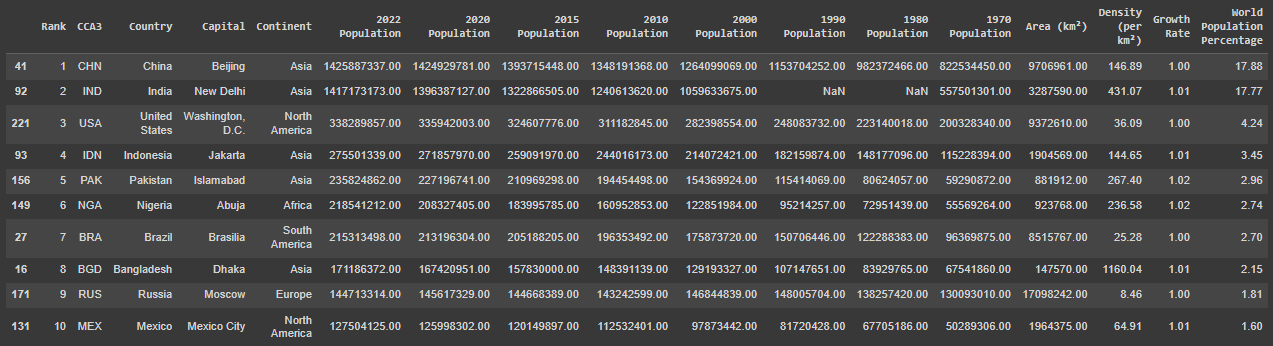 Rank CCA3 Country Capital Continent 2022 Population 2020 Population 2015 Population 2010 Population 2000 Population 1990 Population 1980 Population 1970 Population Area (km²) Density (per km²) Growth Rate World Population Percentage
41 1 CHN China Beijing Asia 1425887337.00 1424929781.00 1393715448.00 1348191368.00 1264099069.00 1153704252.00 982372466.00 822534450.00 9706961.00 146.89 1.00 17.88
92 2 IND India New Delhi Asia 1417173173.00 1396387127.00 1322866505.00 1240613620.00 1059633675.00 NaN NaN 557501301.00 3287590.00 431.07 1.01 17.77
221 3 USA United States Washington, D.C. North America 338289857.00 335942003.00 324607776.00 311182845.00 282398554.00 248083732.00 223140018.00 200328340.00 9372610.00 36.09 1.00 4.24
93 4 IDN Indonesia Jakarta Asia 275501339.00 271857970.00 259091970.00 244016173.00 214072421.00 182159874.00 148177096.00 115228394.00 1904569.00 144.65 1.01 3.45
156 5 PAK Pakistan Islamabad Asia 235824862.00 227196741.00 210969298.00 194454498.00 154369924.00 115414069.00 80624057.00 59290872.00 881912.00 267.40 1.02 2.96
149 6 NGA Nigeria Abuja Africa 218541212.00 208327405.00 183995785.00 160952853.00 122851984.00 95214257.00 72951439.00 55569264.00 923768.00 236.58 1.02 2.74
27 7 BRA Brazil Brasilia South America 215313498.00 213196304.00 205188205.00 196353492.00 175873720.00 150706446.00 122288383.00 96369875.00 8515767.00 25.28 1.00 2.70
16 8 BGD Bangladesh Dhaka Asia 171186372.00 167420951.00 157830000.00 148391139.00 129193327.00 107147651.00 83929765.00 67541860.00 147570.00 1160.04 1.01 2.15
171 9 RUS Russia Moscow Europe 144713314.00 145617329.00 144668389.00 143242599.00 146844839.00 148005704.00 138257420.00 130093010.00 17098242.00 8.46 1.00 1.81
131 10 MEX Mexico Mexico City North America 127504125.00 125998302.00 120149897.00 112532401.00 97873442.00 81720428.00 67705186.00 50289306.00 1964375.00 64.91 1.01 1.60